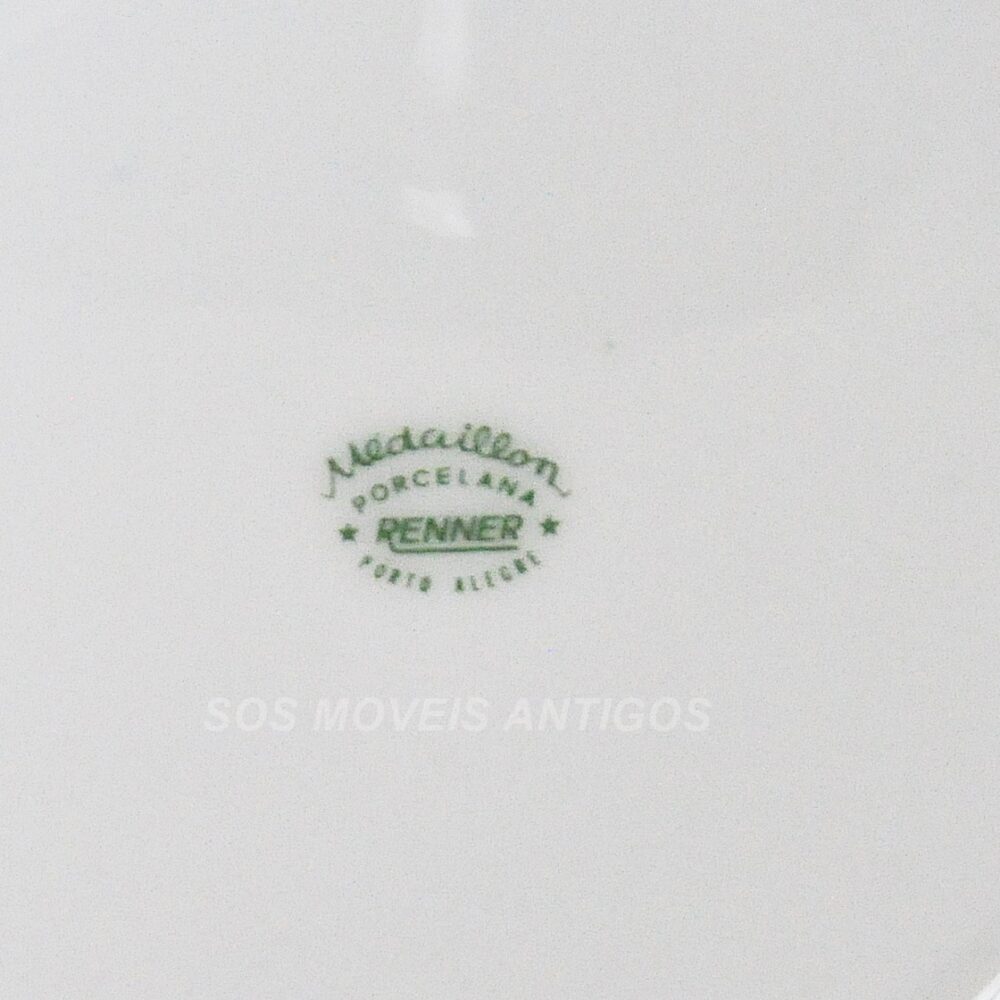 Medaillon
PORCELANA
★ RENNER ★
PORTO ALEGRE
SOS MOVEIS ANTIGOS